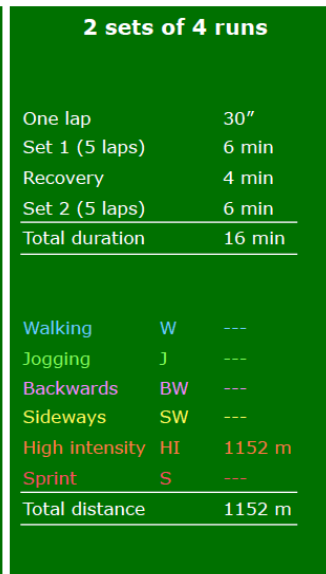 2 sets of 4 runs
One lap 30″
Set 1 (5 laps) 6 min
Recovery 4 min
Set 2 (5 laps) 6 min
Total duration 16 min
Walking W ---
Jogging J ---
Backwards BW ---
Sideways SW ---
High intensity HI 1152 m
Sprint S ---
Total distance 1152 m